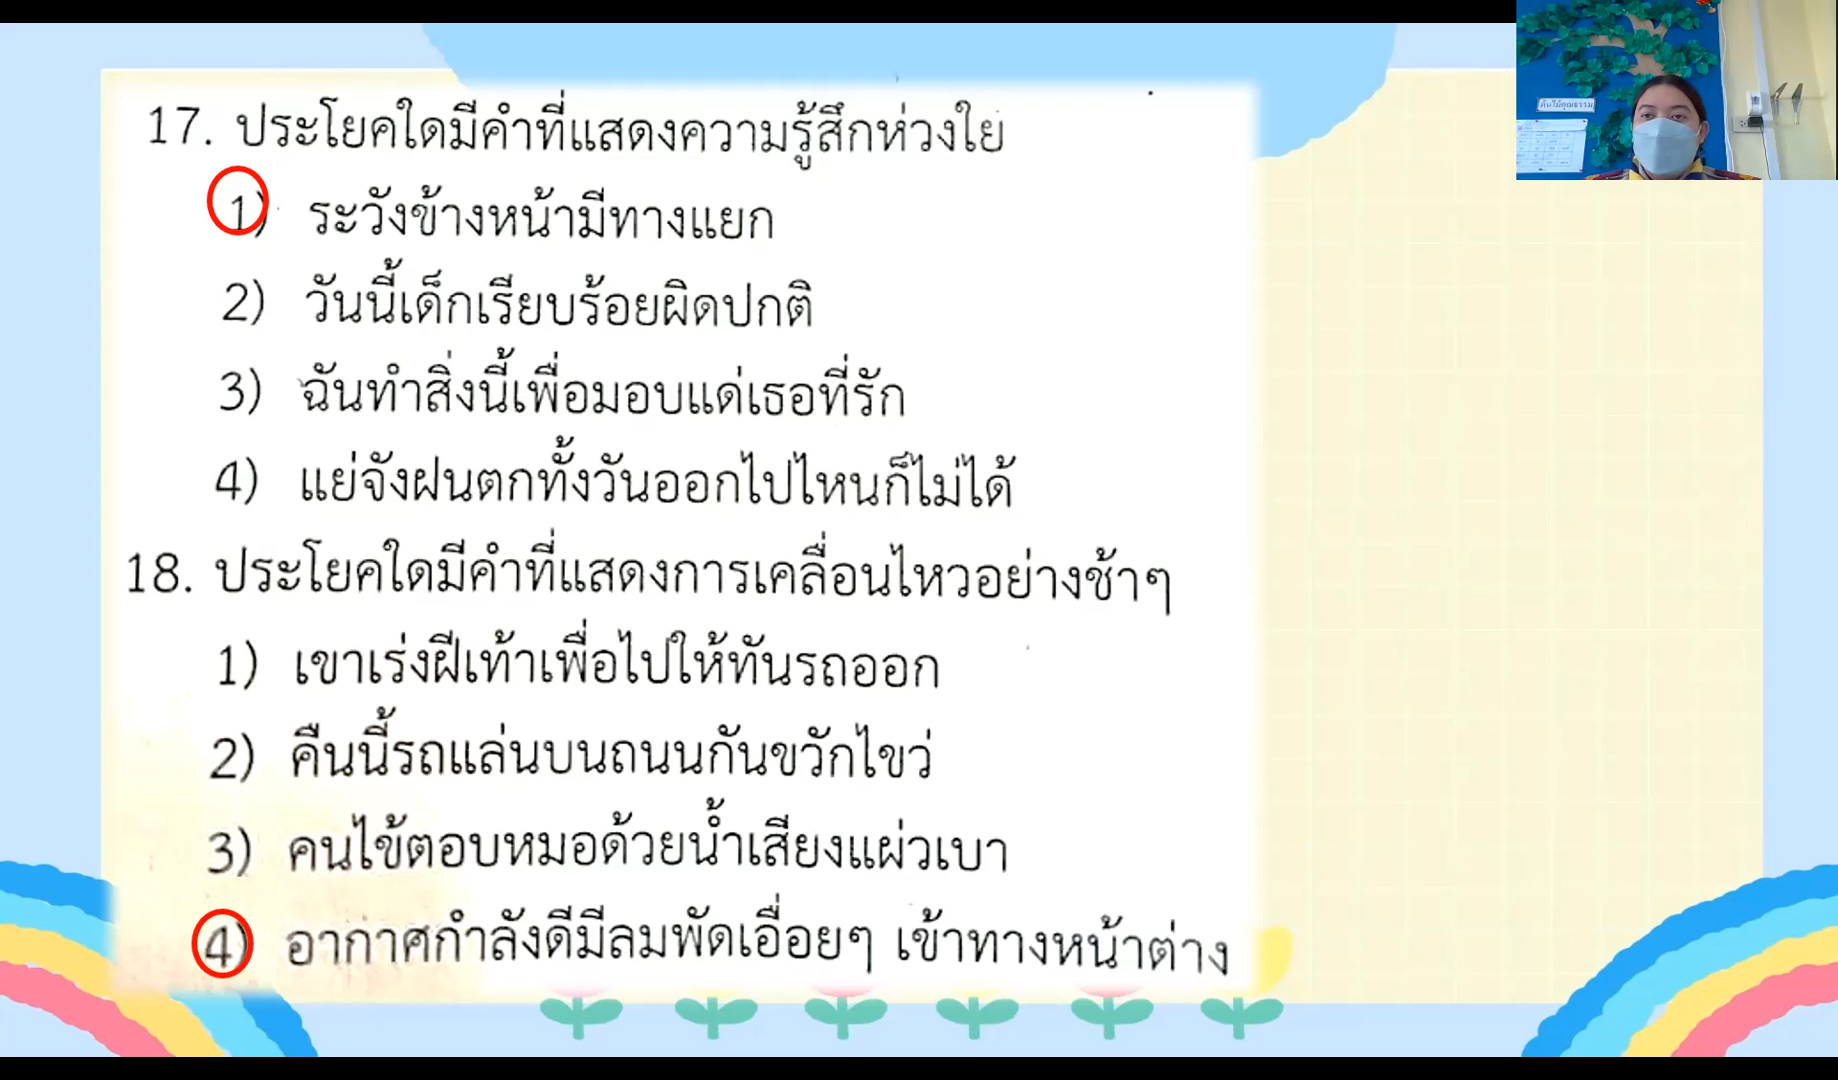 17. ประโยคใดมีคำที่แสดงความรู้สึกห่วงใย
1) ระวังข้างหน้ามีทางแยก
2) วันนี้เด็กเรียบร้อยผิดปกติ
3) ฉันทำสิ่งนี้เพื่อมอบแด่เธอที่รัก
4) แย่จังฝนตกทั้งวันออกไปไหนก็ไม่ได้
18. ประโยคใดมีคำที่แสดงการเคลื่อนไหวอย่างช้าๆ
1) เขาเร่งฝีเท้าเพื่อไปให้ทันรถออก
2) คืนนี้รถแล่นบนถนนกันขวักไขว่
3) คนไข้ตอบหมอด้วยน้ำเสียงแผ่วเบา
4) อากาศกำลังดีมีลมพัดเอื่อยๆ เข้าทางหน้าต่าง
ต้นไม้คุณธรรม